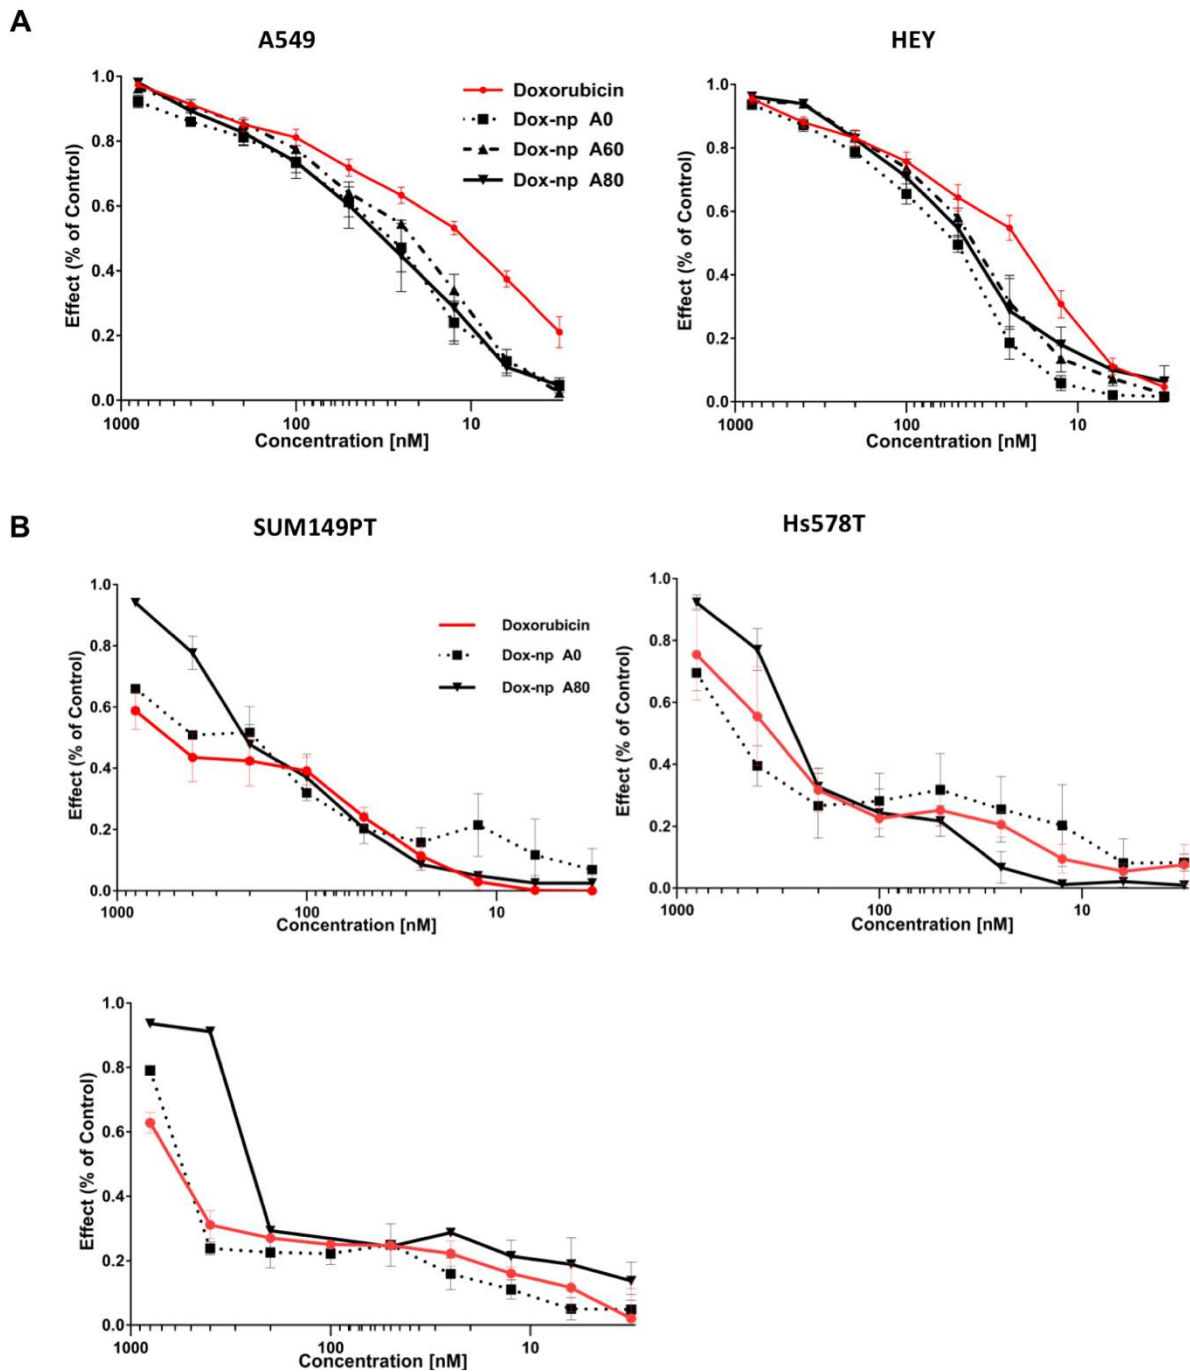 A
A549
HEY
1.0
0.8
0.6
0.4
0.2
0.0
Effect (% of Control)
1000
100
10
Concentration [nM]
Doxorubicin
Dox-np A0
Dox-np A60
Dox-np A80
1.0
0.8
0.6
0.4
0.2
0.0
Effect (% of Control)
1000
100
10
Concentration [nM]
B
SUM149PT
Hs578T
1.0
0.8
0.6
0.4
0.2
0.0
Effect (% of Control)
1000
100
10
Concentration [nM]
Doxorubicin
Dox-np A0
Dox-np A80
1.0
0.8
0.6
0.4
0.2
0.0
Effect (% of Control)
1000
100
10
Concentration [nM]
1.0
0.8
0.6
0.4
0.2
0.0
Effect (% of Control)
1000
100
10
Concentration [nM]